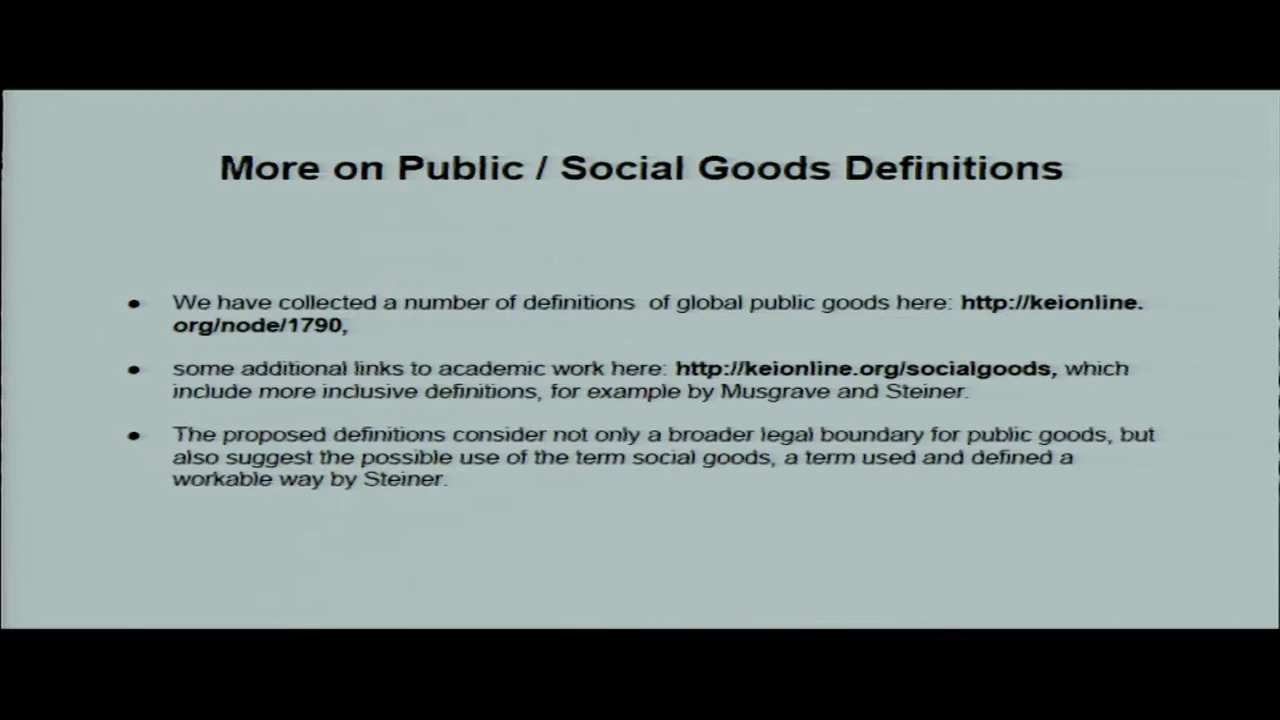 More on Public / Social Goods Definitions
● We have collected a number of definitions of global public goods here: http://keionline.
org/node/1790,
● some additional links to academic work here: http://keionline.org/socialgoods, which
include more inclusive definitions, for example by Musgrave and Steiner.
● The proposed definitions consider not only a broader legal boundary for public goods, but
also suggest the possible use of the term social goods, a term used and defined a
workable way by Steiner.